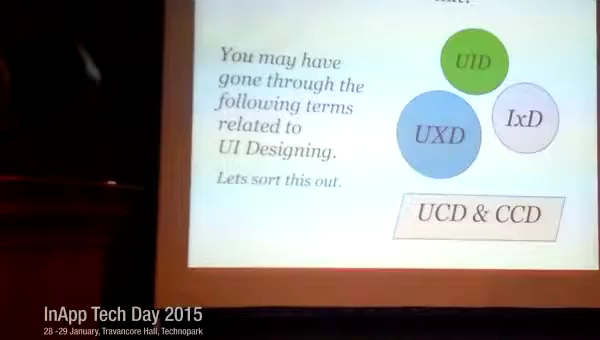 You may have
gone through the
following terms
related to
UI Designing.
Lets sort this out.
UID
IxD
UXD
UCD & CCD
InApp Tech Day 2015
28 -29 January, Travancore Hall, Technopark